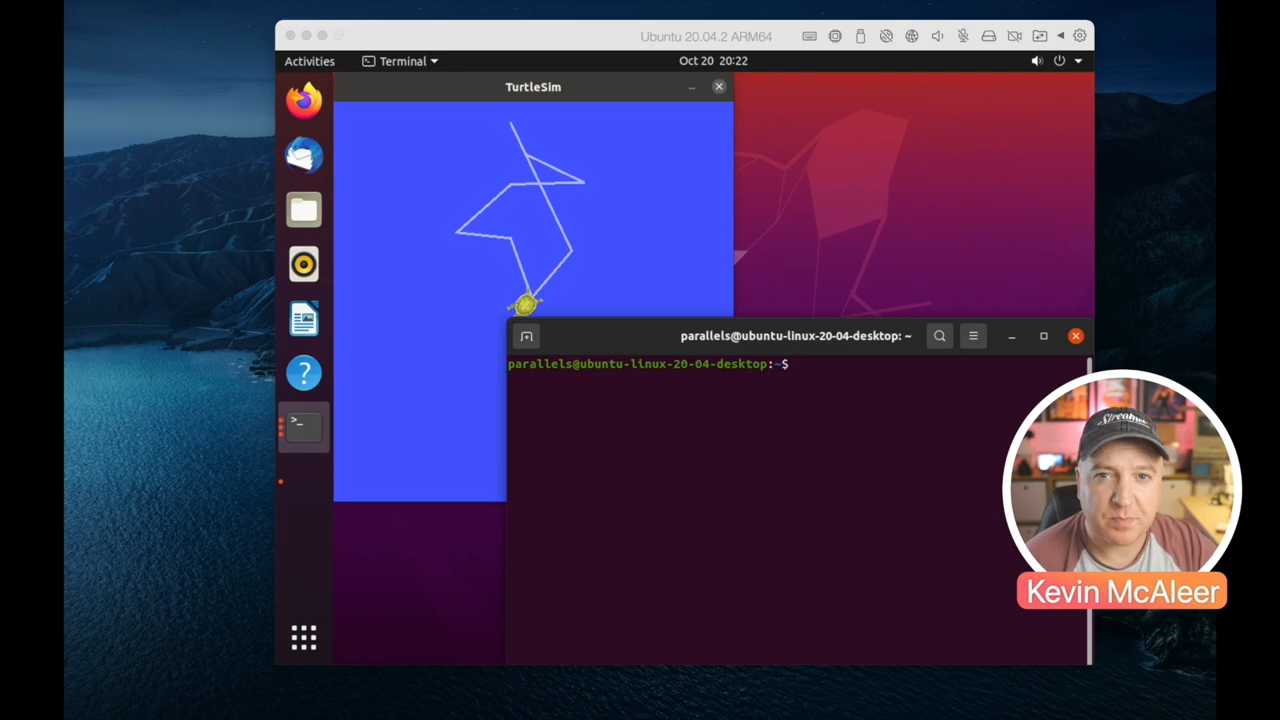 Ubuntu 20.04.2 ARM64
Activities
Terminal
Oct 20 20:22
TurtleSim
parallels@ubuntu-linux-20-04-desktop: ~
parallels@ubuntu-linux-20-04-desktop:~$
>_
?
Streamer
Kevin McAleer